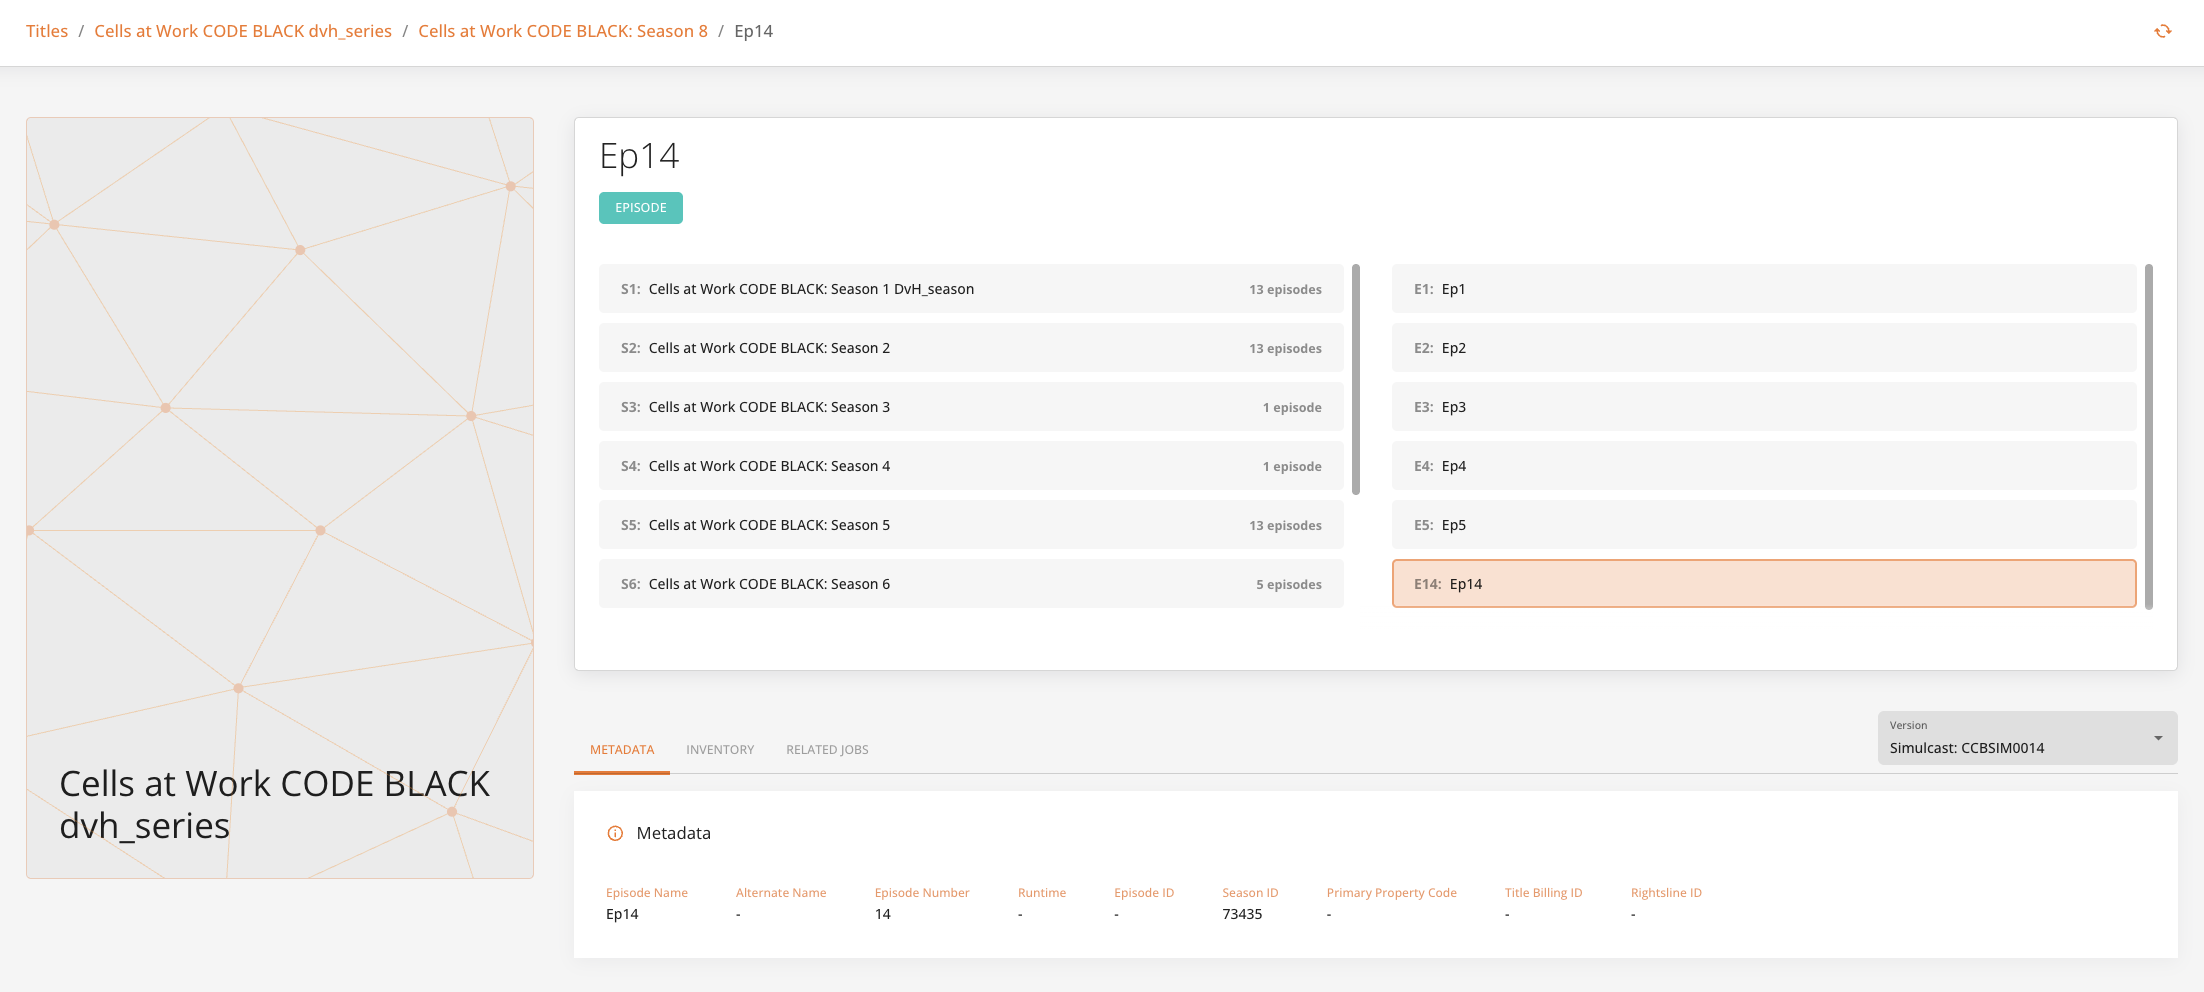 Titles / Cells at Work CODE BLACK dvh_series / Cells at Work CODE BLACK: Season 8 / Ep14
Cells at Work CODE BLACK
dvh_series
Ep14
EPISODE
S1: Cells at Work CODE BLACK: Season 1 DvH_season 13 episodes
S2: Cells at Work CODE BLACK: Season 2 13 episodes
S3: Cells at Work CODE BLACK: Season 3 1 episode
S4: Cells at Work CODE BLACK: Season 4 1 episode
S5: Cells at Work CODE BLACK: Season 5 13 episodes
S6: Cells at Work CODE BLACK: Season 6 5 episodes
E1: Ep1
E2: Ep2
E3: Ep3
E4: Ep4
E5: Ep5
E14: Ep14
METADATA INVENTORY RELATED JOBS
Version
Simulcast: CCBSIM0014
Metadata
Episode Name Alternate Name Episode Number Runtime Episode ID Season ID Primary Property Code Title Billing ID Rightsline ID
Ep14 - 14 - - 73435 - - -